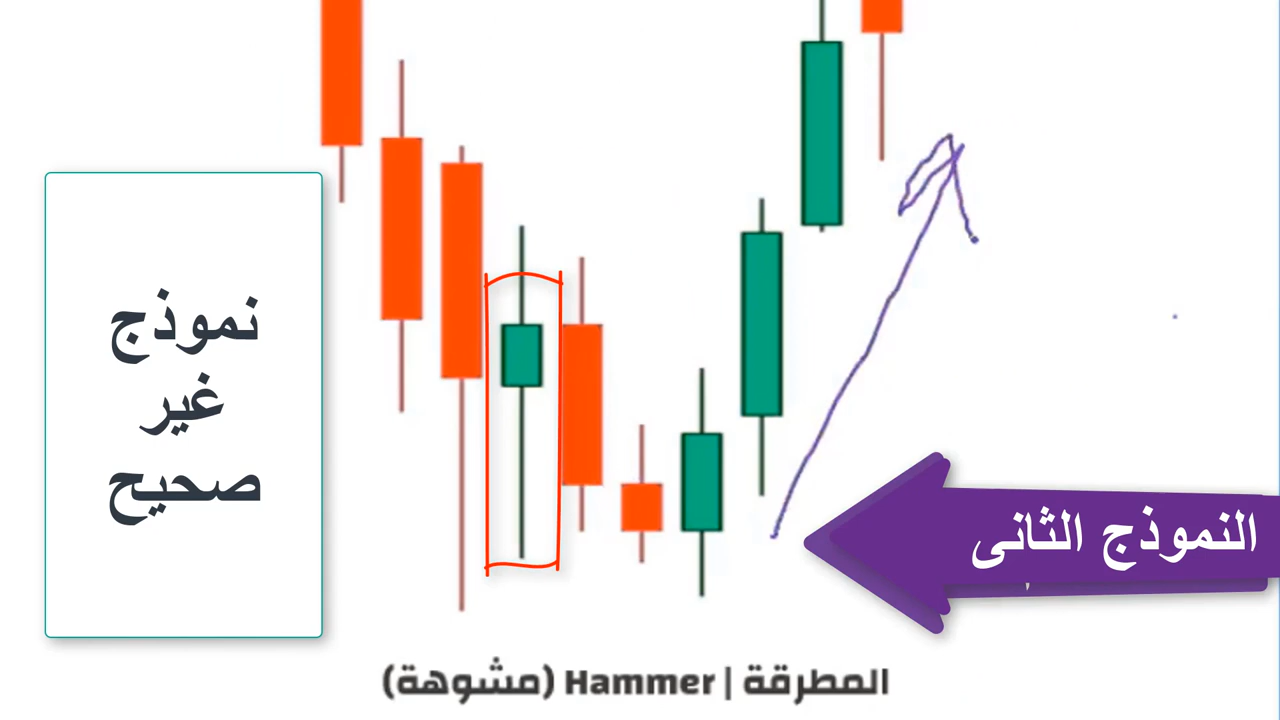 نموذج
غير
صحيح
النموذج الثانى
المطرقة | Hammer (مشوهة)